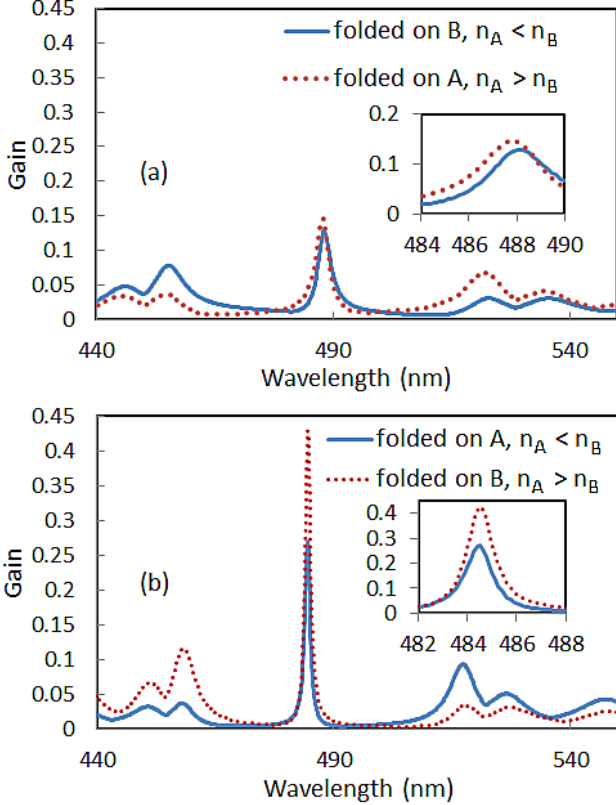 0.45
0.4
0.35
0.3
0.25
0.2
0.15
0.1
0.05
0
Gain
folded on B, nA < nB
folded on A, nA > nB
(a)
0.2
0.1
0
484 486 488 490
440 490 540
Wavelength (nm)
0.45
0.4
0.35
0.3
0.25
0.2
0.15
0.1
0.05
0
Gain
folded on A, nA < nB
folded on B, nA > nB
(b)
0.4
0.3
0.2
0.1
0
482 484 486 488
440 490 540
Wavelength (nm)